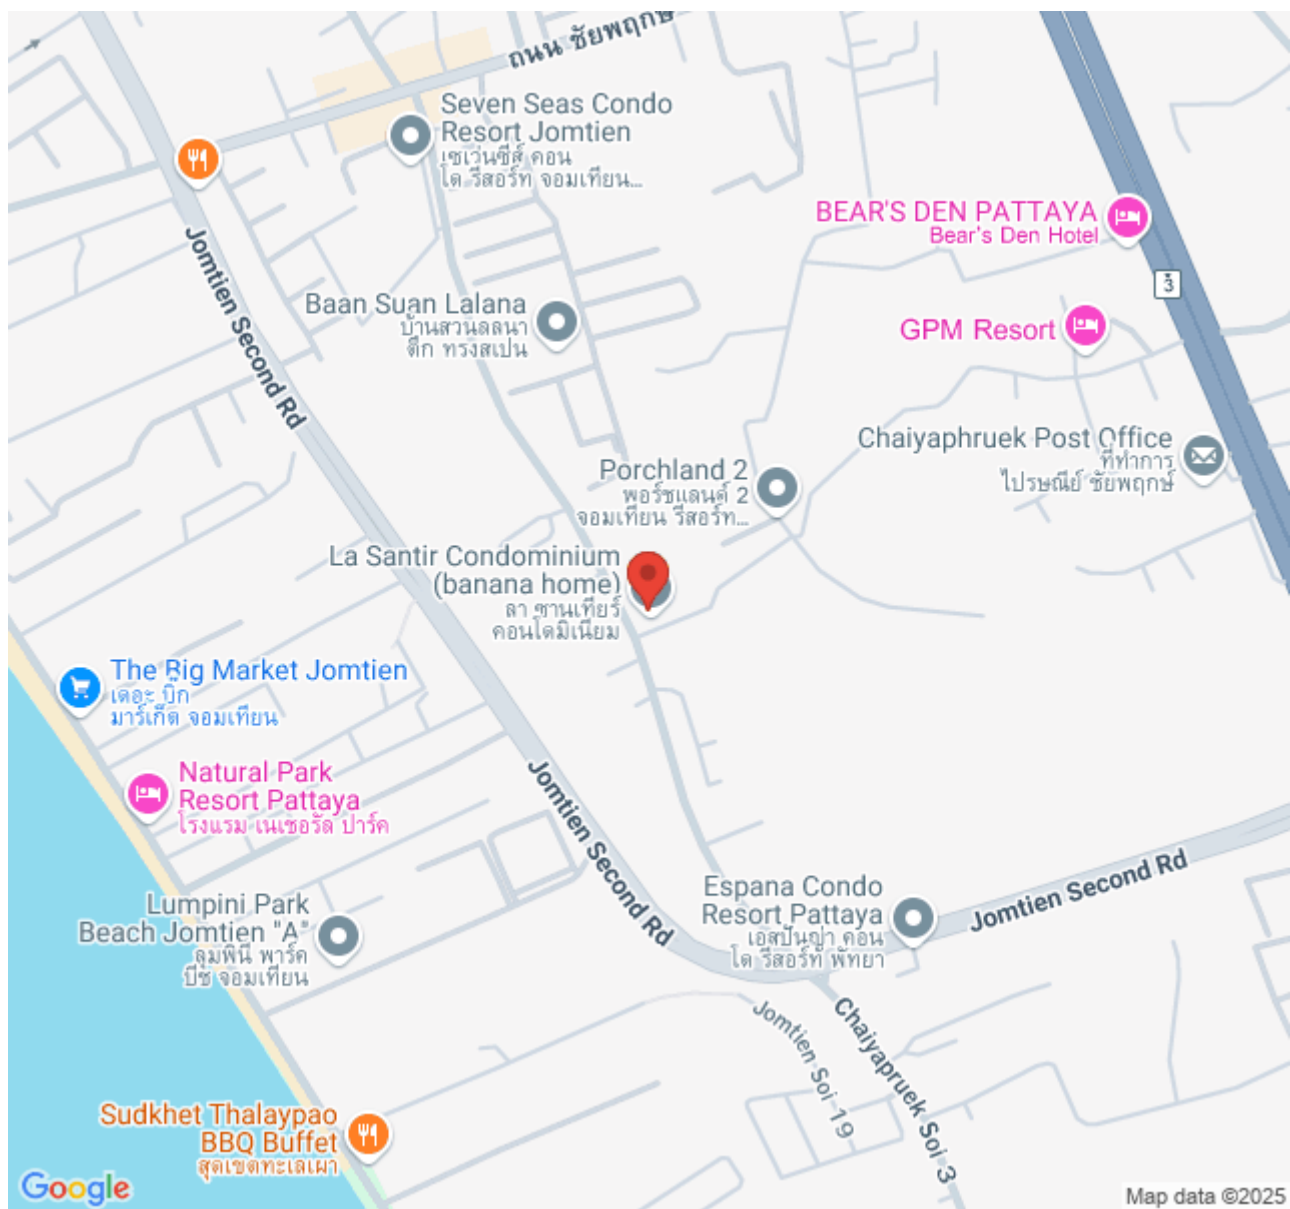 ถนน ชัยพฤกษ์
Seven Seas Condo
Resort Jomtien
เซเว่นซีส์ คอน
โด รีสอร์ท จอมเทียน...
BEAR'S DEN PATTAYA
Bear's Den Hotel
3
Jomtien Second Rd
Baan Suan Lalana
บ้านสวนลลนา
ตึก ทรงสเปน
GPM Resort
Chaiyaphruek Post Office
ที่ทำการ
ไปรษณีย์ ชัยพฤกษ์
Porchland 2
พอร์ชแลนด์ 2
จอมเทียน รีสอร์ท...
La Santir Condominium
(banana home)
ลา ซานเทียร์
คอนโดมิเนียม
The Big Market Jomtien
เดอะ บิ๊ก
มาร์เก็ต จอมเทียน
Natural Park
Resort Pattaya
โรงแรม เนเชอรัล ปาร์ค
Jomtien Second Rd
Espana Condo
Resort Pattaya
เอสปันญ่า คอน
โด รีสอร์ท พัทยา
Jomtien Second Rd
Lumpini Park
Beach Jomtien "A"
ลุมพินี พาร์ค
บีช จอมเทียน
Jomtien Soi 19
Chaiyapruek Soi 3
Sudkhet Thalaypao
BBQ Buffet
สุดเขตทะเลเผา
Google
Map data ©2025